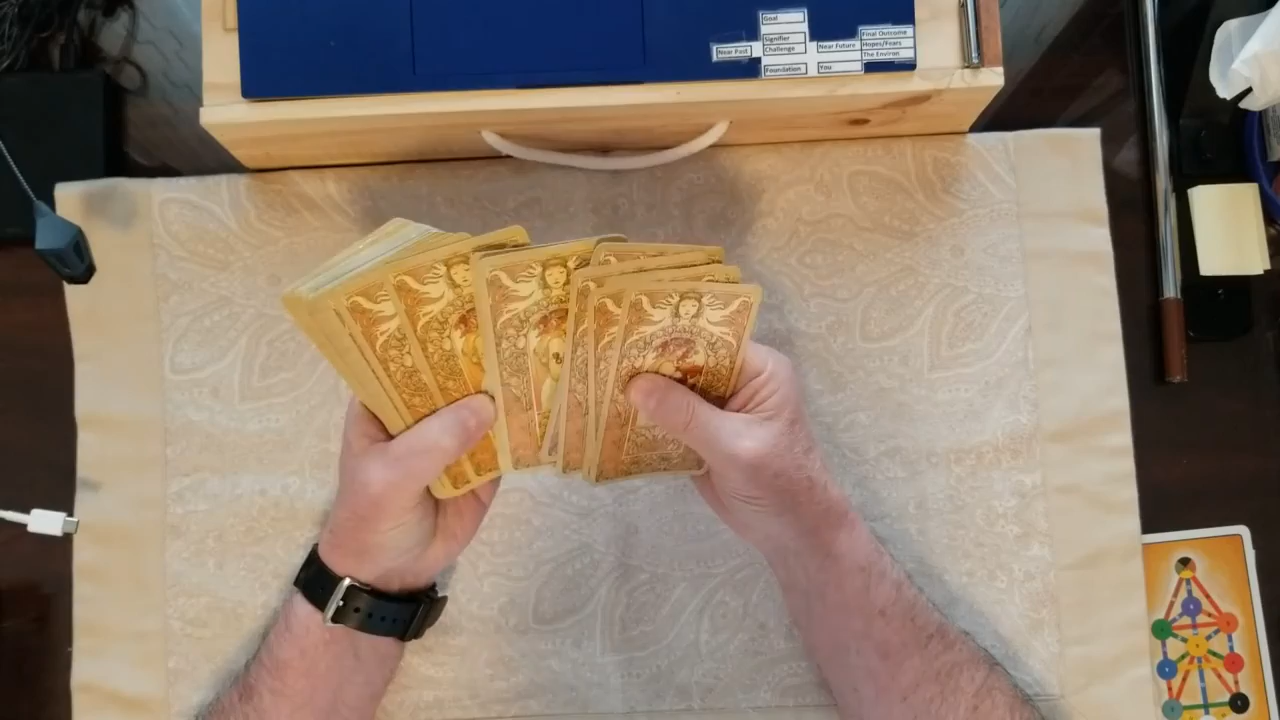 Goal
Signifier
Challenge
Near Past
Near Future
Final Outcome
Hopes/Fears
The Environ
Foundation
You